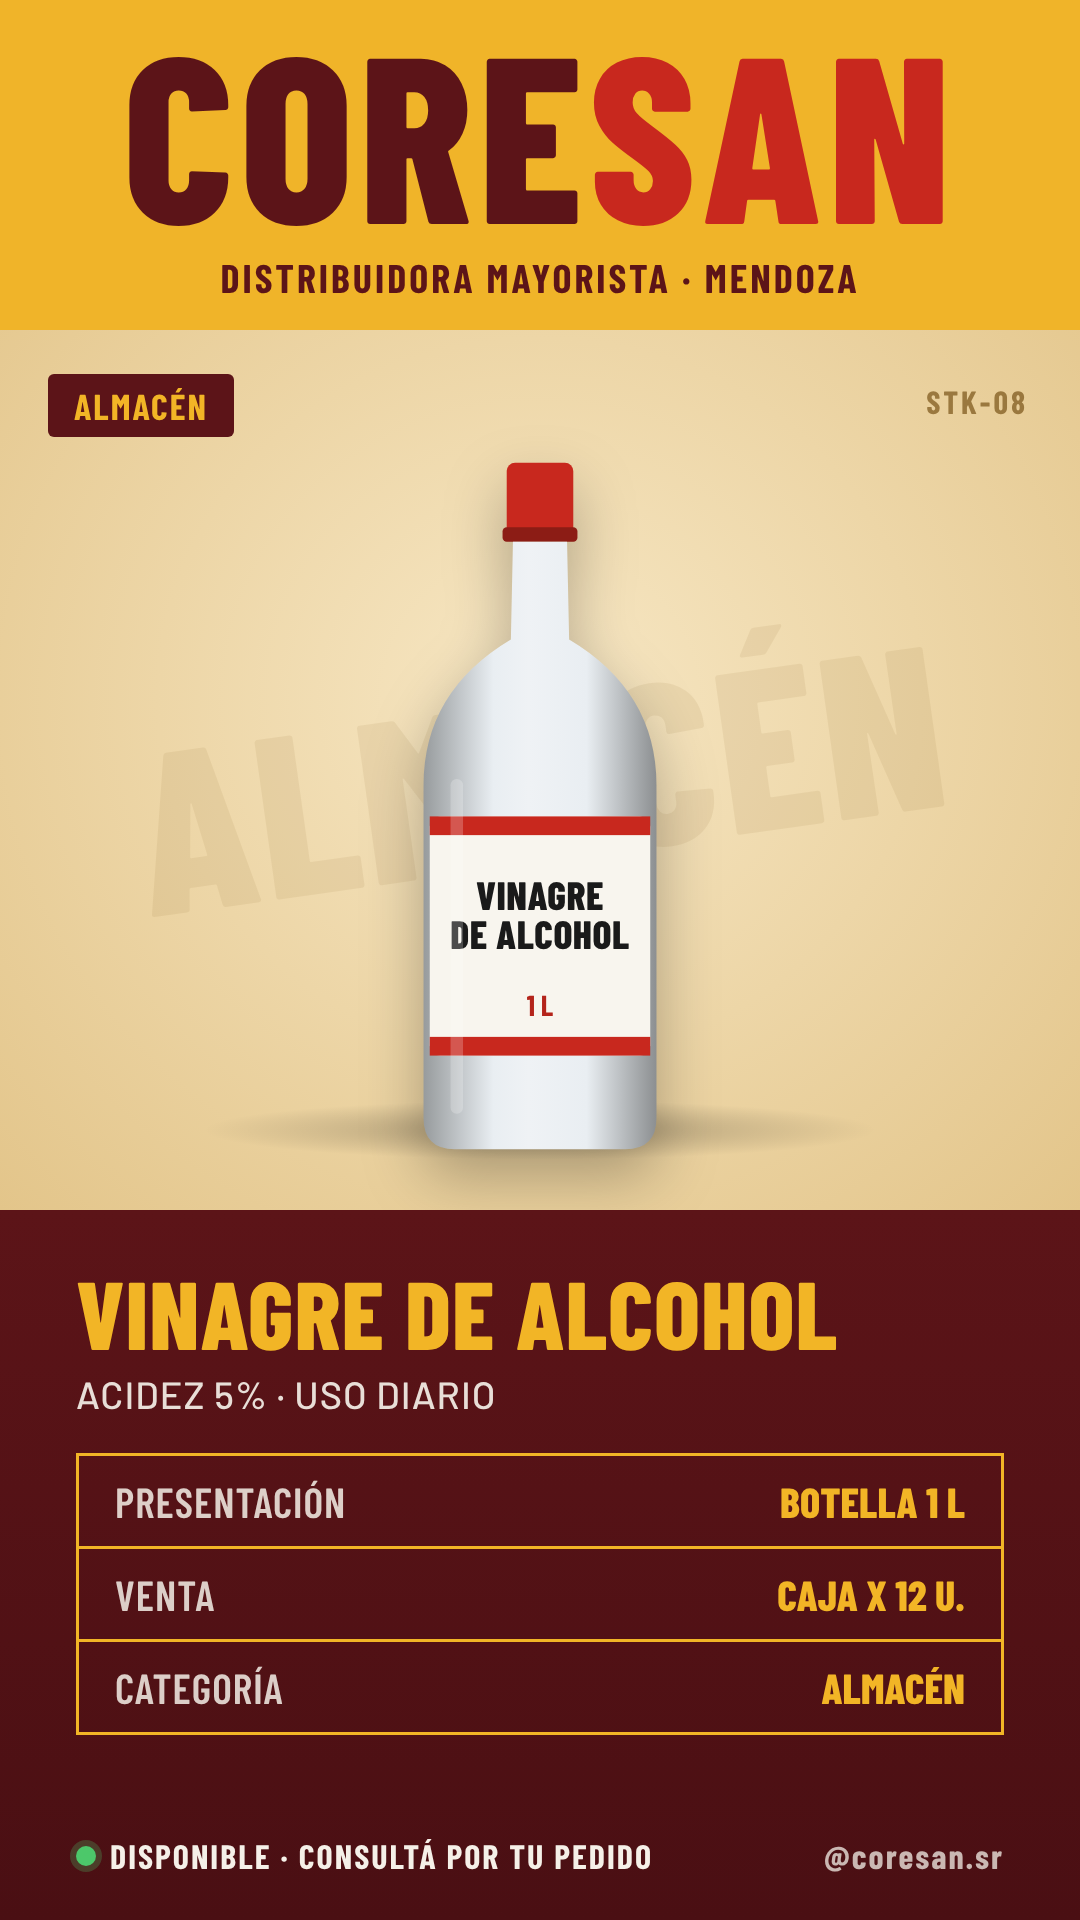 CORESAN
DISTRIBUIDORA MAYORISTA · MENDOZA
ALMACÉN
STK-08
VINAGRE
DE ALCOHOL
1 L
VINAGRE DE ALCOHOL
ACIDEZ 5% · USO DIARIO
PRESENTACIÓN BOTELLA 1 L
VENTA CAJA X 12 U.
CATEGORÍA ALMACÉN
DISPONIBLE · CONSULTÁ POR TU PEDIDO @coresan.sr